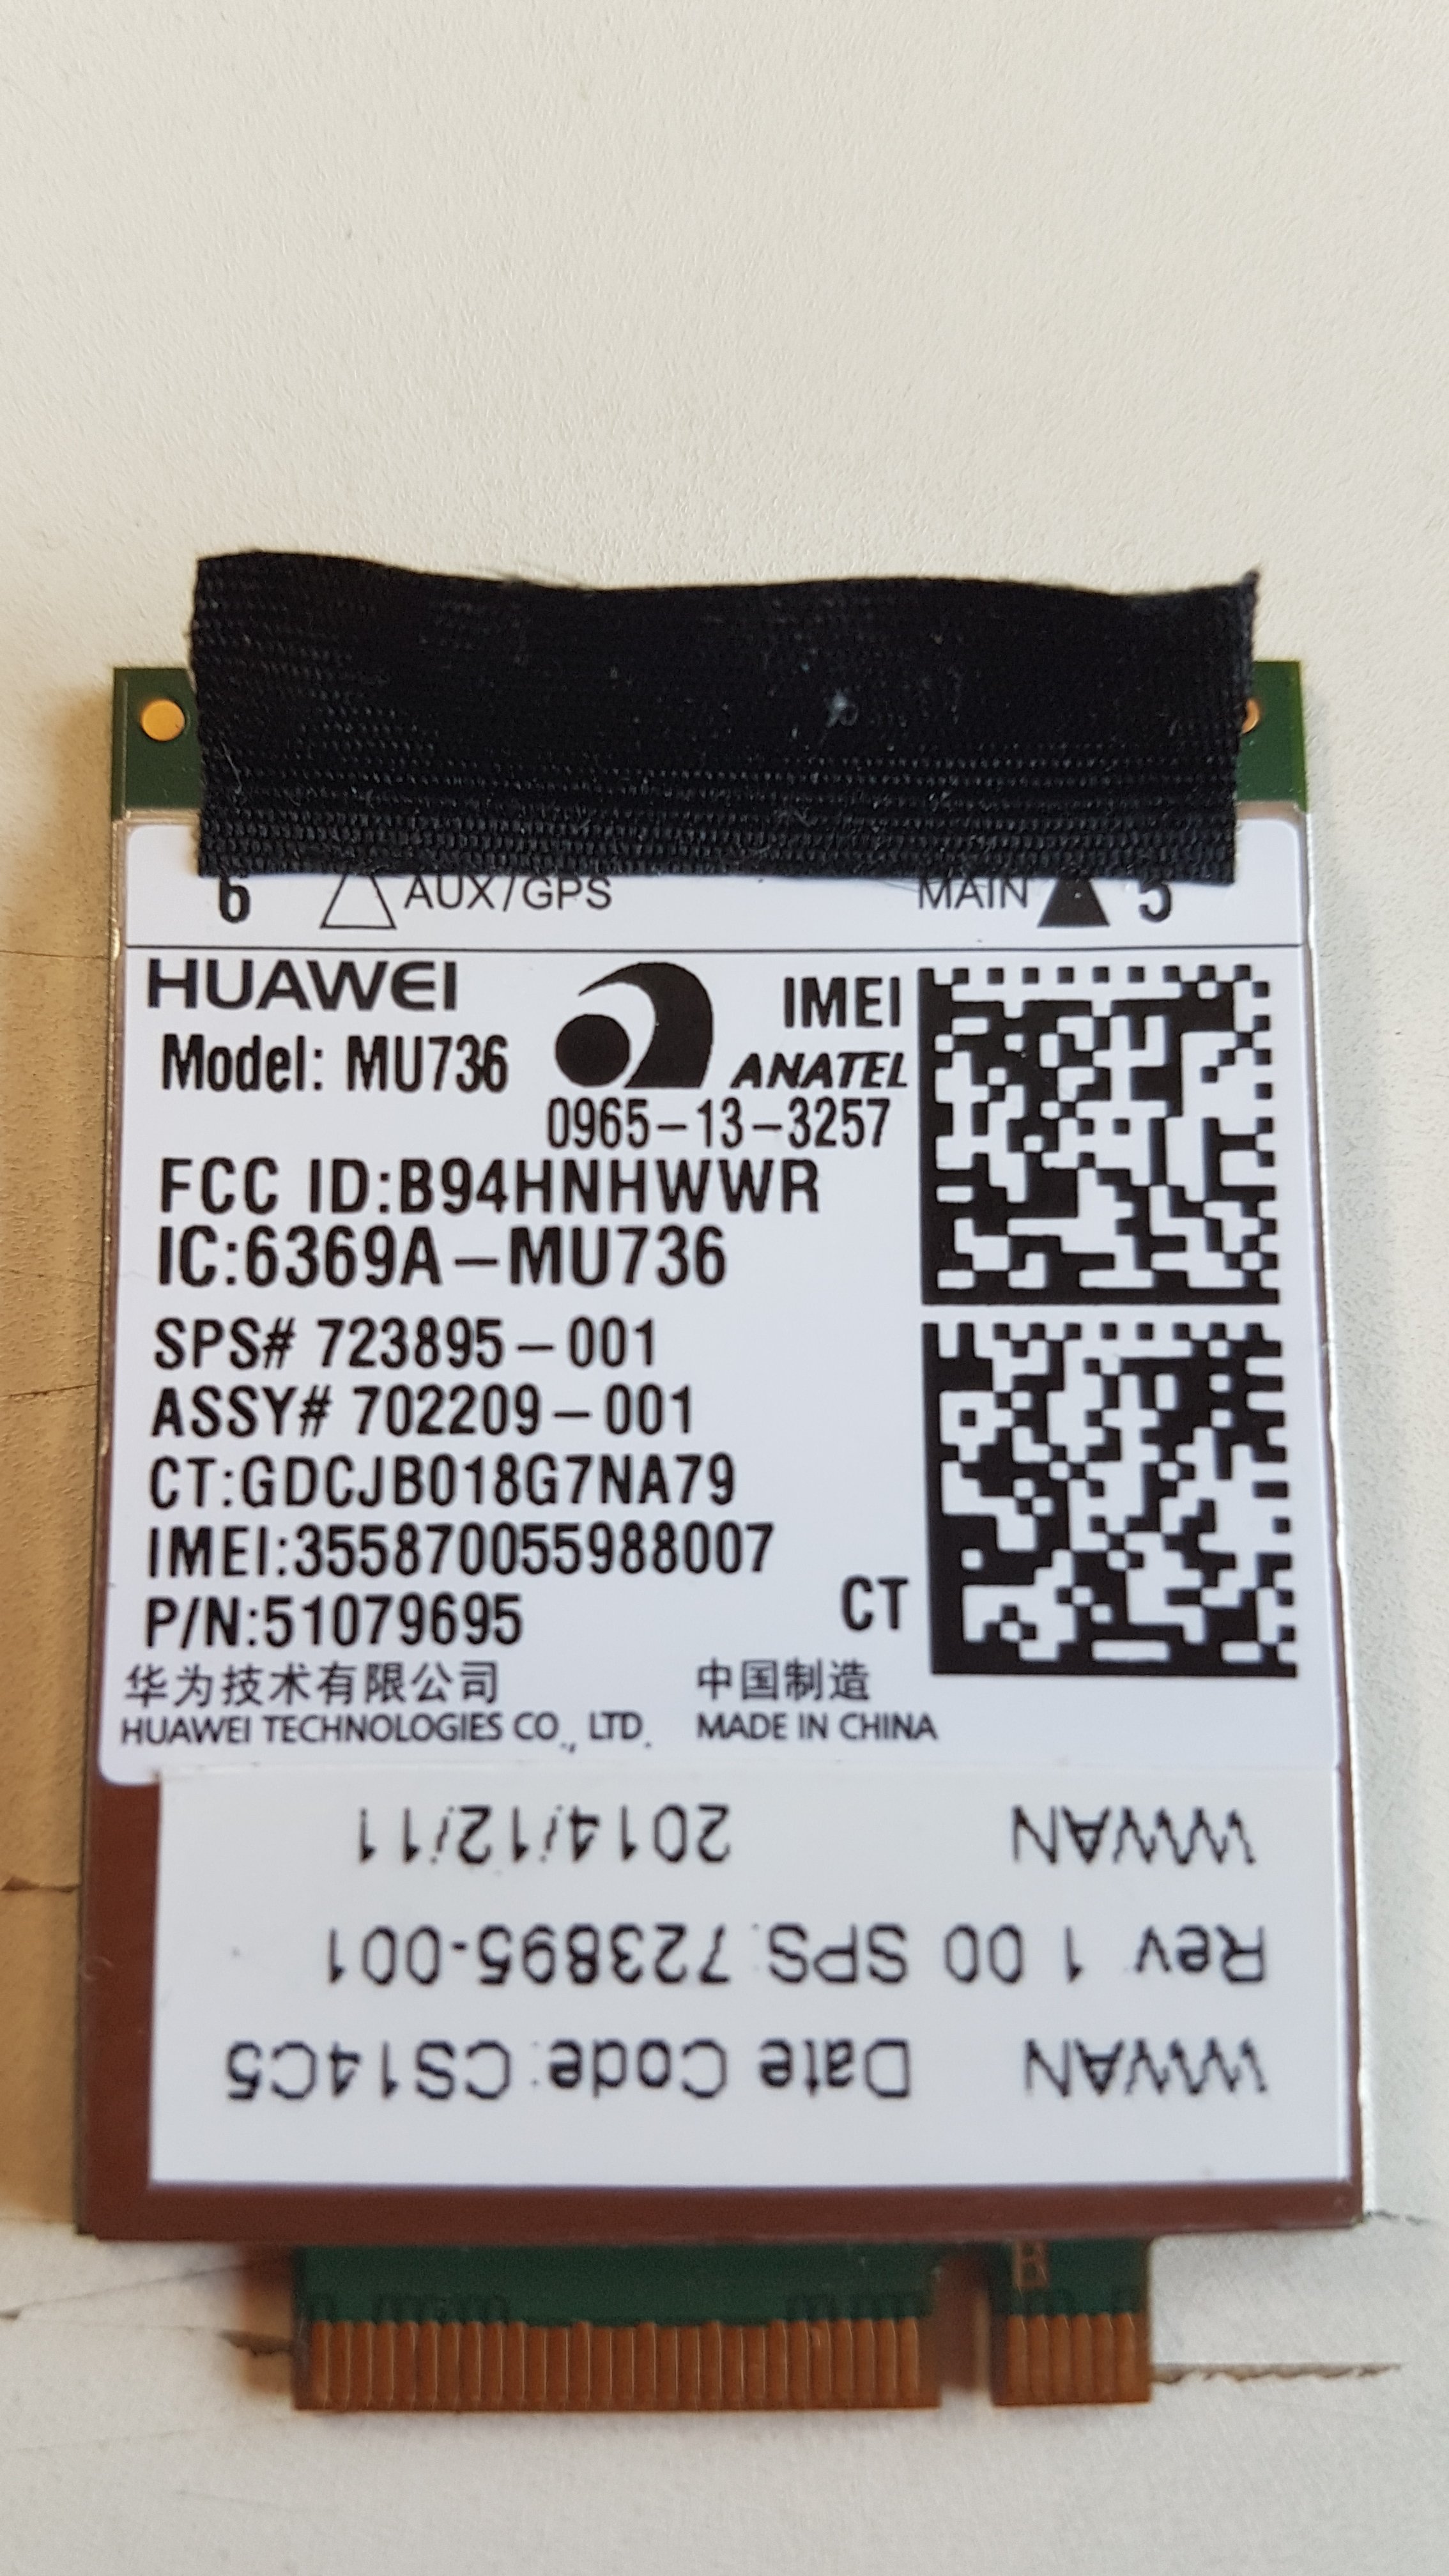 6 AUX/GPS MAIN 5
HUAWEI
Model: MU736
IMEI
ANATEL
0965-13-3257
FCC ID:B94HNHWWR
IC:6369A-MU736
SPS# 723895-001
ASSY# 702209-001
CT:GDCJB018G7NA79
IMEI:355870055988007
P/N:51079695
CT
华为技术有限公司 中国制造
HUAWEI TECHNOLOGIES CO., LTD. MADE IN CHINA
WWAN Date Code: CS14C5
Rev 1 00 SPS: 723895-001
WWAN 2014/12/11
B